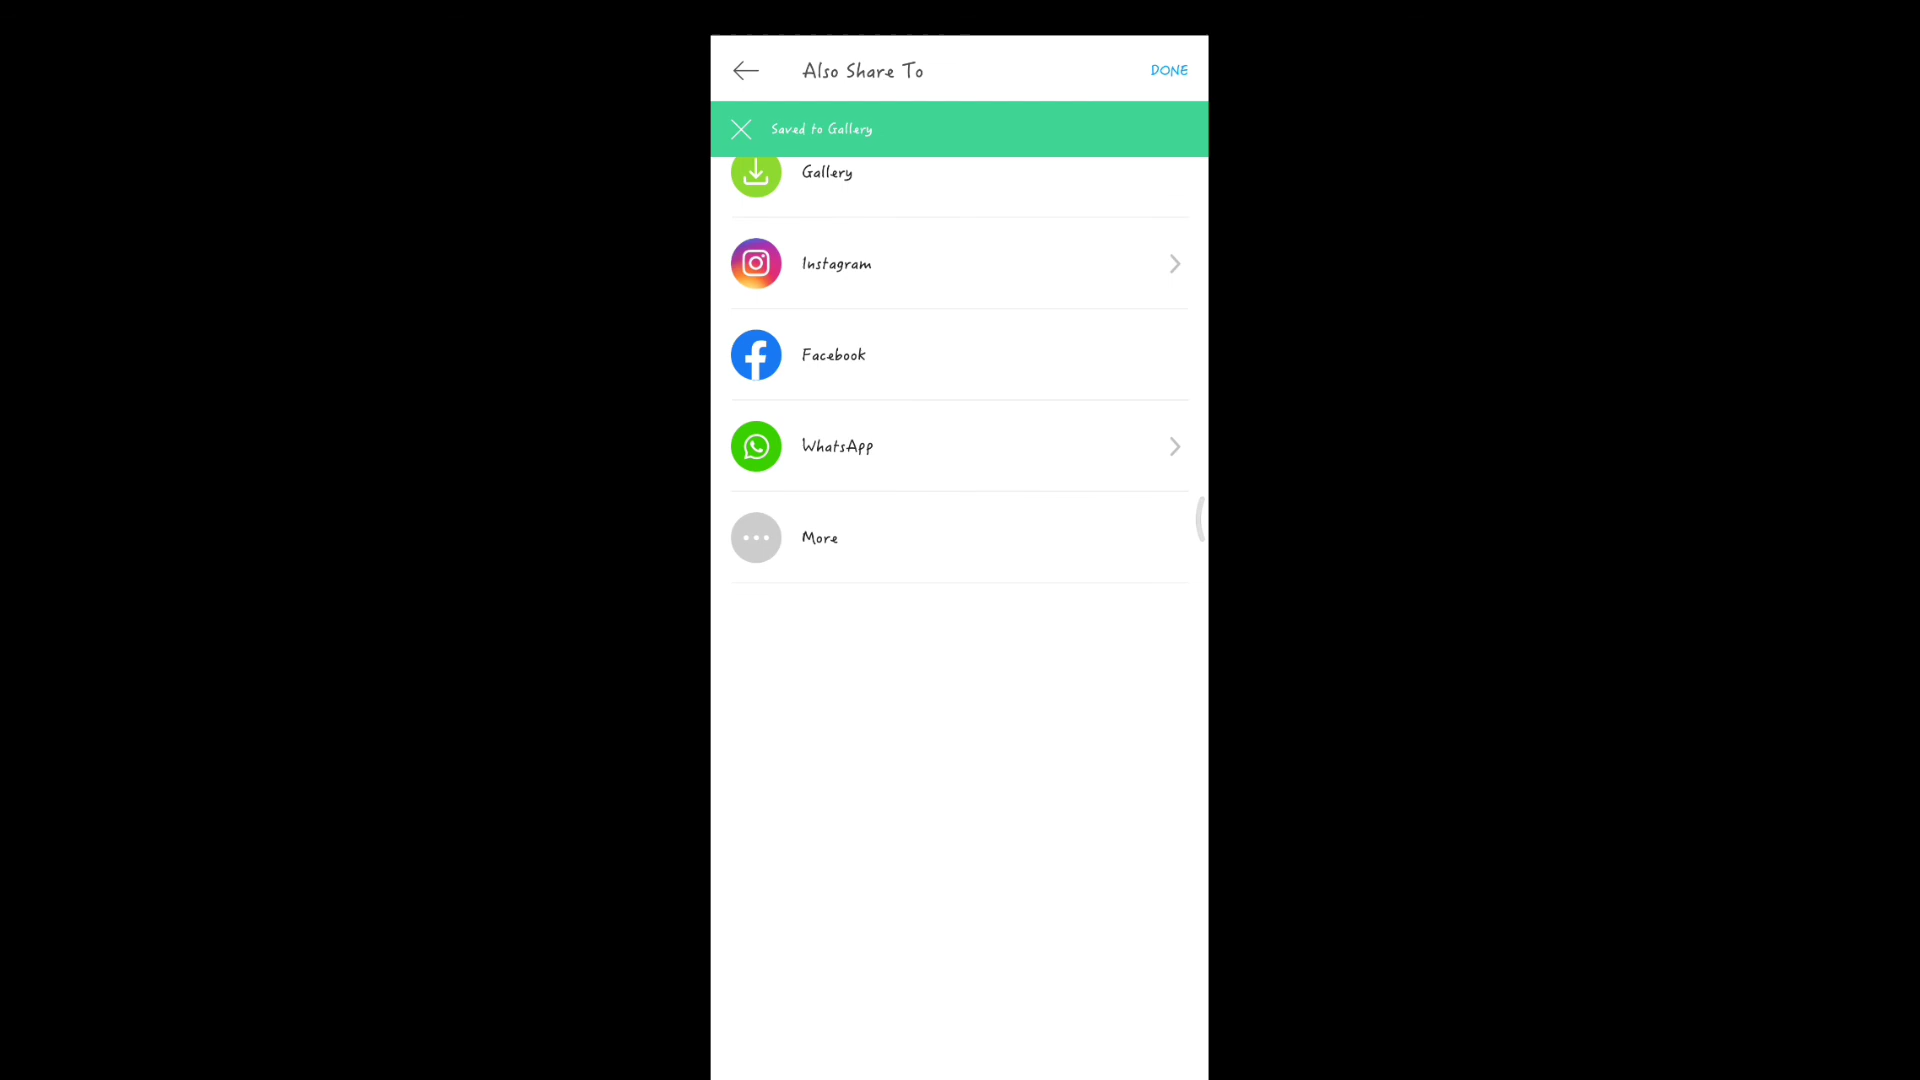 Also Share To
DONE
Saved to Gallery
Gallery
Instagram
Facebook
WhatsApp
More